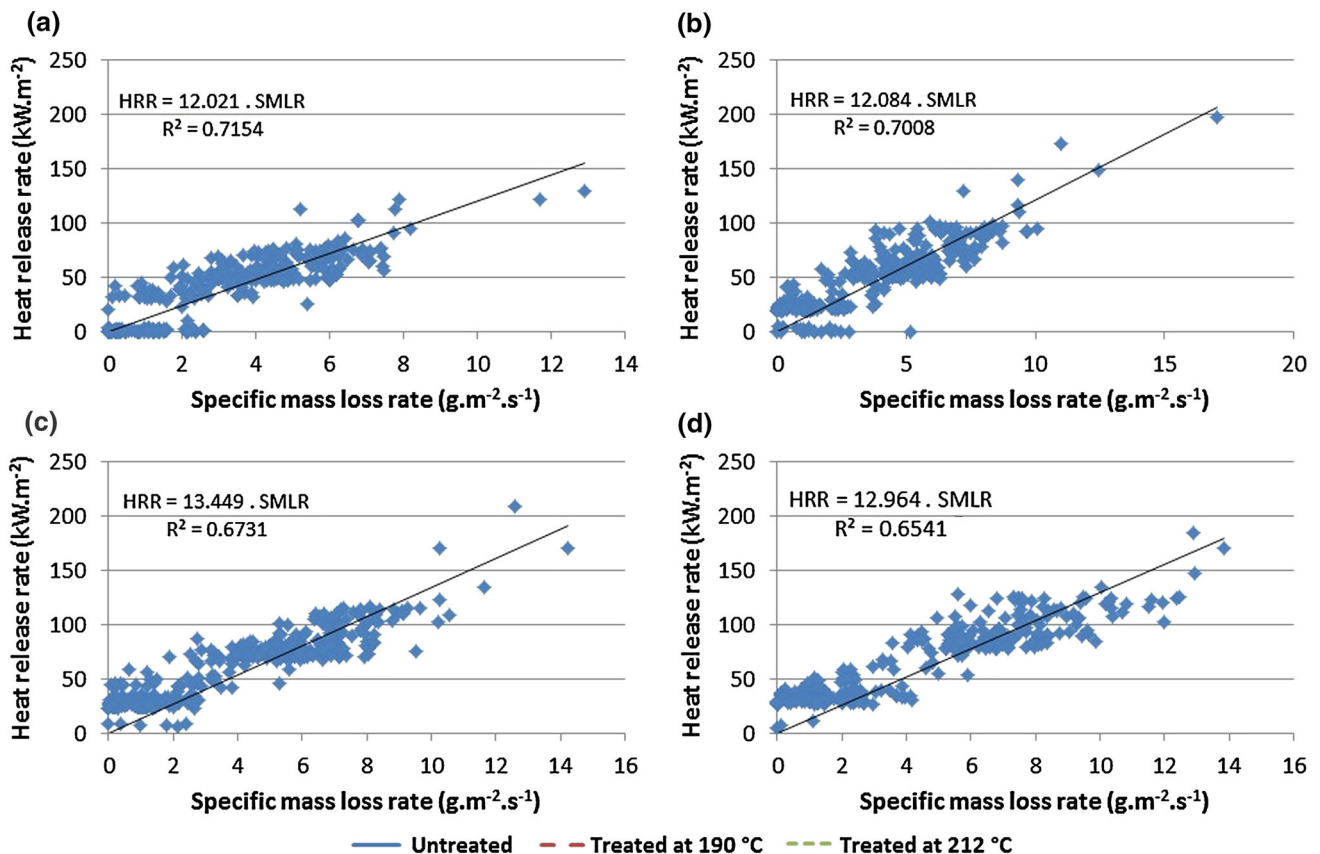 (a)
Heat release rate (kW.m-2)
250
200
150
100
50
0
HRR = 12.021 . SMLR
R2 = 0.7154
0 2 4 6 8 10 12 14
Specific mass loss rate (g.m-2.s-1)
(b)
Heat release rate (kW.m-2)
250
200
150
100
50
0
HRR = 12.084 . SMLR
R2 = 0.7008
0 5 10 15 20
Specific mass loss rate (g.m-2.s-1)
(c)
Heat release rate (kW.m-2)
250
200
150
100
50
0
HRR = 13.449 . SMLR
R2 = 0.6731
0 2 4 6 8 10 12 14 16
Specific mass loss rate (g.m-2.s-1)
(d)
Heat release rate (kW.m-2)
250
200
150
100
50
0
HRR = 12.964 . SMLR
R2 = 0.6541
0 2 4 6 8 10 12 14 16
Specific mass loss rate (g.m-2.s-1)
Untreated Treated at 190 °C Treated at 212 °C